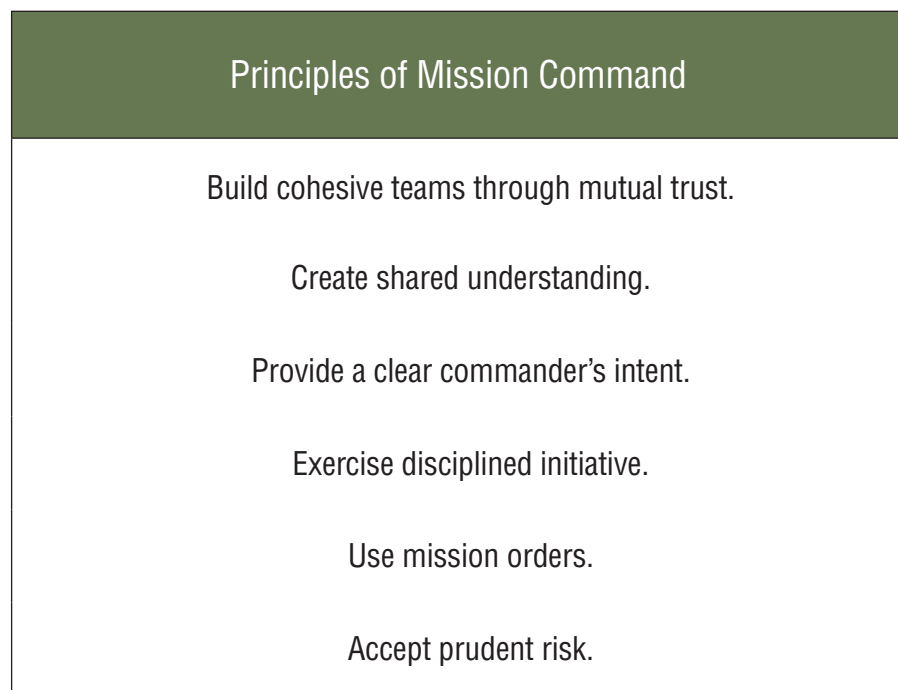 Principles of Mission Command
Build cohesive teams through mutual trust.
Create shared understanding.
Provide a clear commander’s intent.
Exercise disciplined initiative.
Use mission orders.
Accept prudent risk.